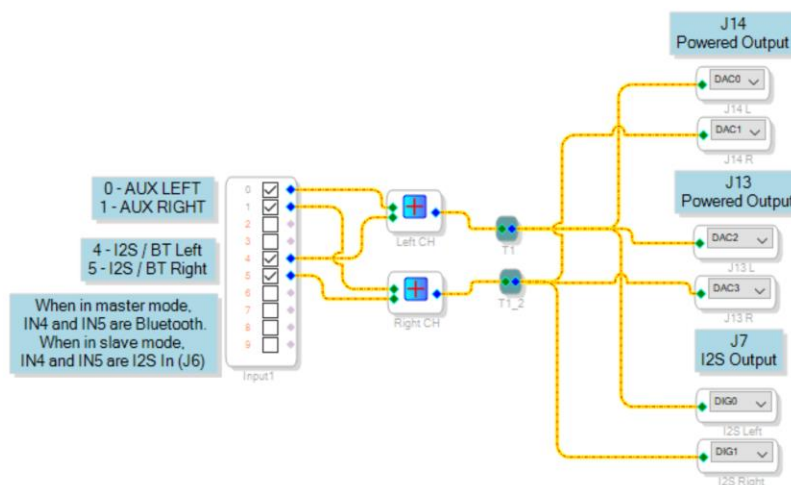 J14
Powered Output
DAC0
J14 L
DAC1
J14 R
0 - AUX LEFT
1 - AUX RIGHT
4 - I2S / BT Left
5 - I2S / BT Right
When in master mode,
IN4 and IN5 are Bluetooth.
When in slave mode,
IN4 and IN5 are I2S In (J6)
0
1
2
3
4
5
6
7
8
9
Input1
Left CH
Right CH
T1
T1_2
J13
Powered Output
DAC2
J13 L
DAC3
J13 R
J7
I2S Output
DIG0
I2S Left
DIG1
I2S Right